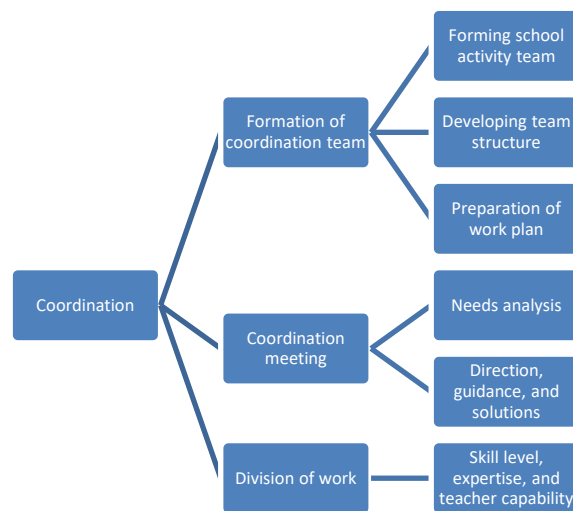 Forming school
activity team
Formation of
coordination team
Developing team
structure
Preparation of
work plan
Coordination
Needs analysis
Coordination
meeting
Direction,
guidance, and
solutions
Division of work
Skill level,
expertise, and
teacher capability